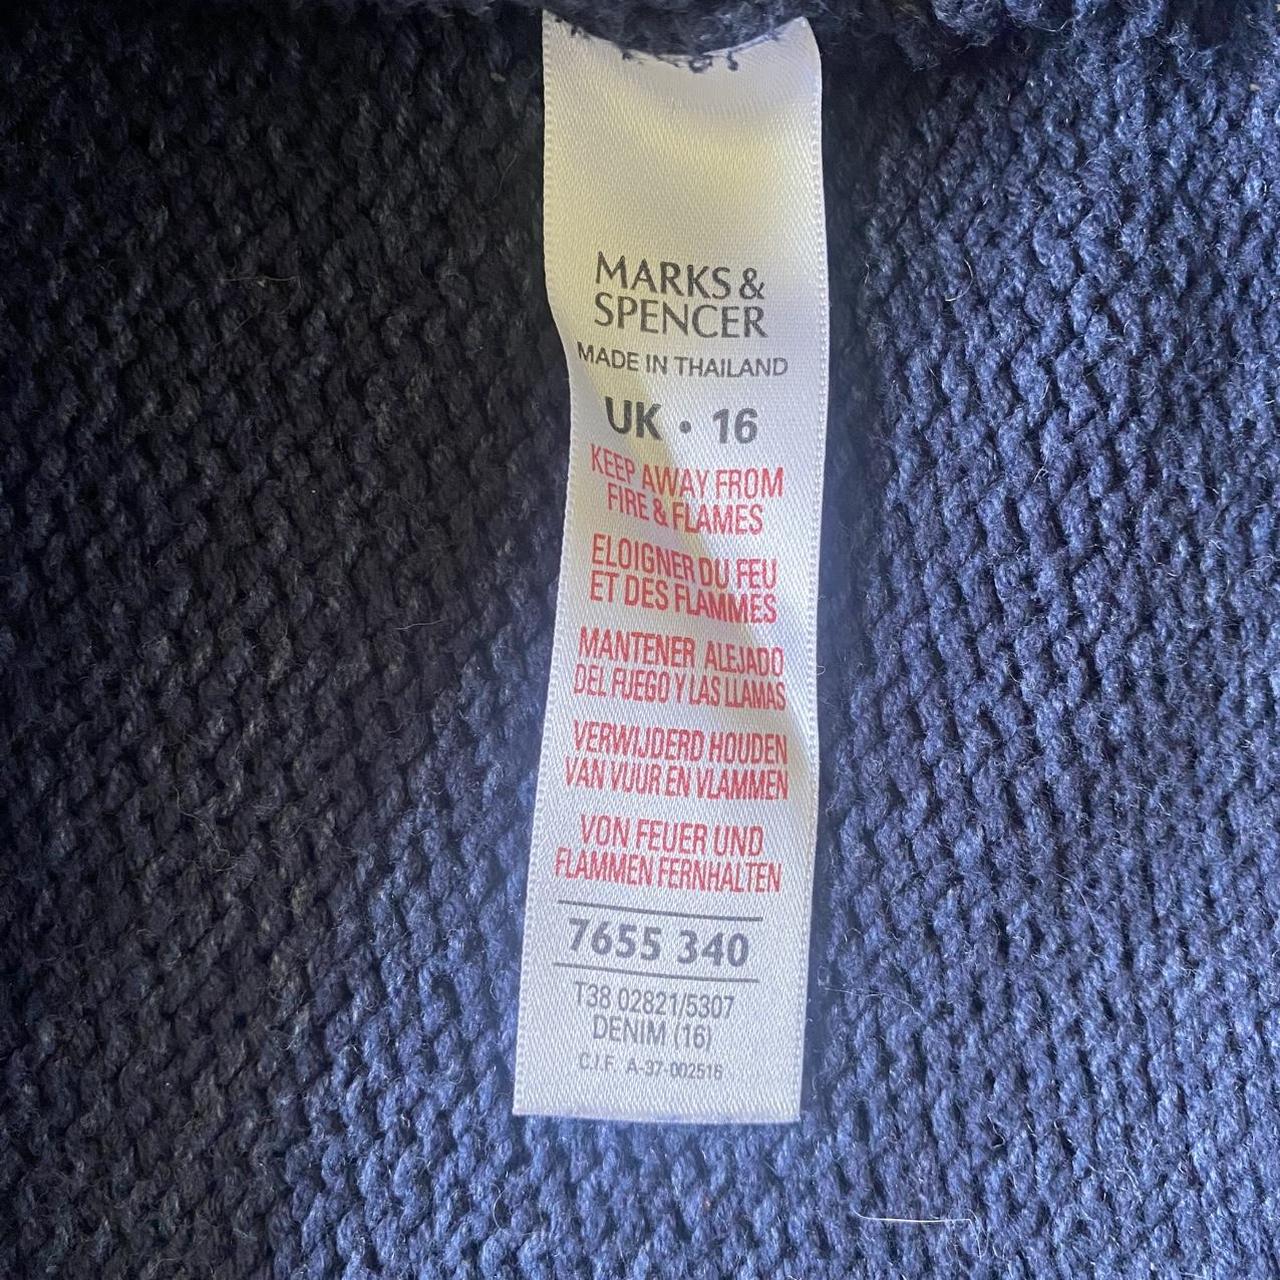 MARKS &
SPENCER
MADE IN THAILAND
UK • 16
KEEP AWAY FROM
FIRE & FLAMES
ELOIGNER DU FEU
ET DES FLAMMES
MANTENER ALEJADO
DEL FUEGO Y LAS LLAMAS
VERWIJDERD HOUDEN
VAN VUUR EN VLAMMEN
VON FEUER UND
FLAMMEN FERNHALTEN
7655 340
T38 02821/5307
DENIM (16)
C.I.F. A-37-002516